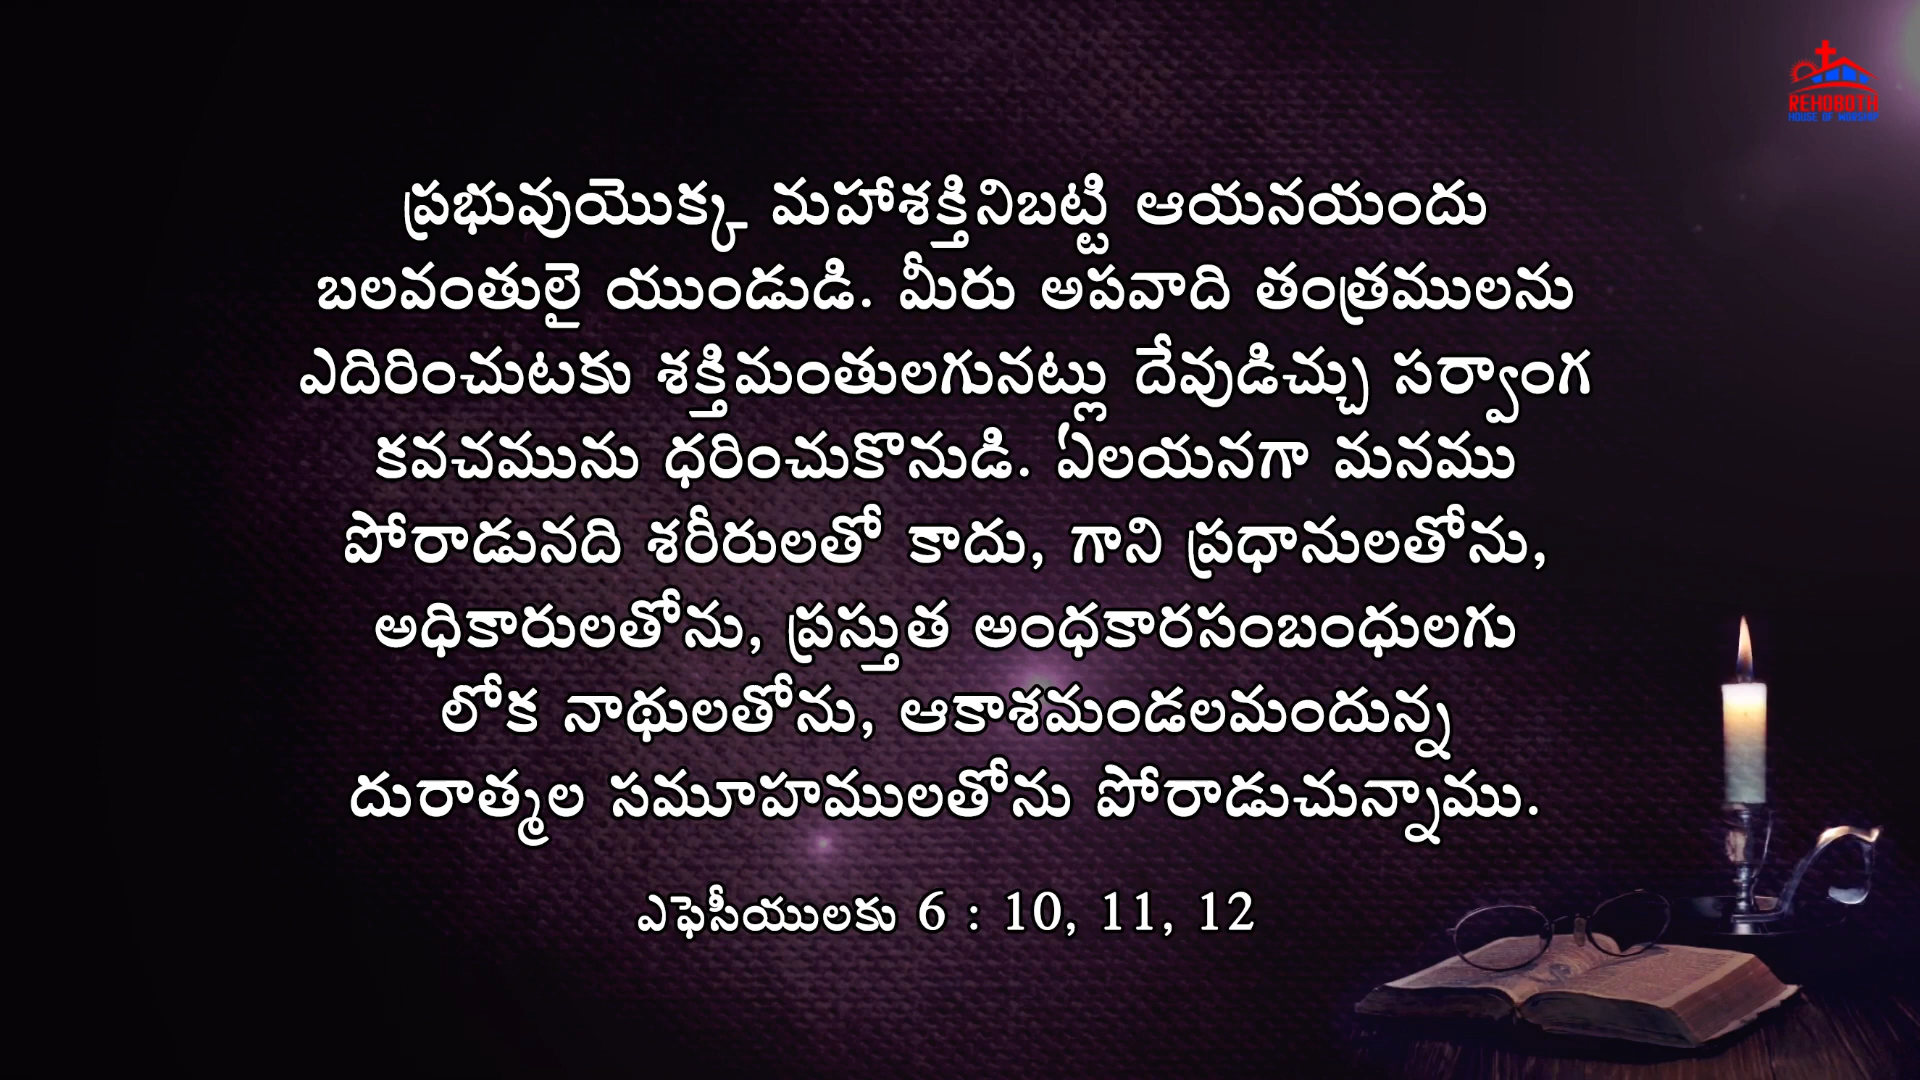 REHOBOTH
HOUSE OF WORSHIP
ప్రభువుయొక్క మహాశక్తినిబట్టి ఆయనయందు
బలవంతులై యుండుడి. మీరు అపవాది తంత్రములను
ఎదిరించుటకు శక్తిమంతులగునట్లు దేవుడిచ్చు సర్వాంగ
కవచమును ధరించుకొనుడి. ఏలయనగా మనము
పోరాడునది శరీరులతో కాదు, గాని ప్రధానులతోను,
అధికారులతోను, ప్రస్తుత అంధకారసంబంధులగు
లోక నాథులతోను, ఆకాశమండలమందున్న
దురాత్మల సమూహములతోను పోరాడుచున్నాము.
ఎఫెసీయులకు 6 : 10, 11, 12